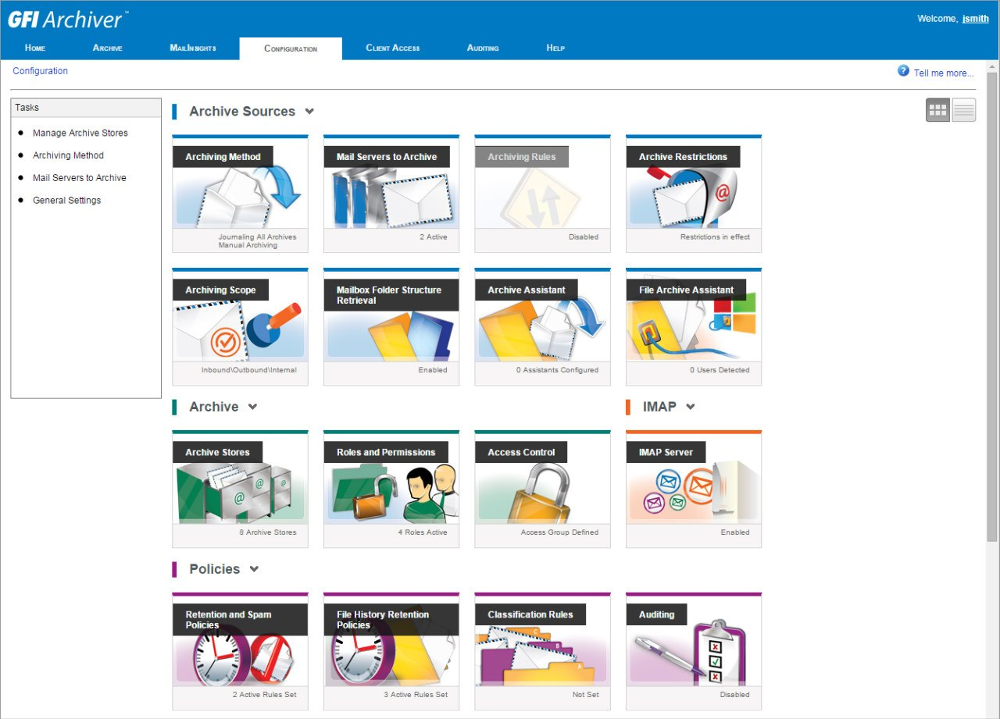 GFI Archiver™
Welcome, jsmith
Home
Archive
MailInsights
Configuration
Client Access
Auditing
Help
Configuration
? Tell me more...
Tasks
Manage Archive Stores
Archiving Method
Mail Servers to Archive
General Settings
Archive Sources
Archiving Method
Journaling All Archives
Manual Archiving
Mail Servers to Archive
2 Active
Archiving Rules
Disabled
Archive Restrictions
@
Restrictions in effect
Archiving Scope
Inbound\Outbound\Internal
Mailbox Folder Structure
Retrieval
Enabled
Archive Assistant
0 Assistants Configured
File Archive Assistant
0 Users Detected
Archive
Archive Stores
@ @ @
8 Archive Stores
Roles and Permissions
4 Roles Active
Access Control
Access Group Defined
IMAP
IMAP Server
Enabled
Policies
Retention and Spam
Policies
2 Active Rules Set
File History Retention
Policies
3 Active Rules Set
Classification Rules
C
B
A
Not Set
Auditing
Disabled